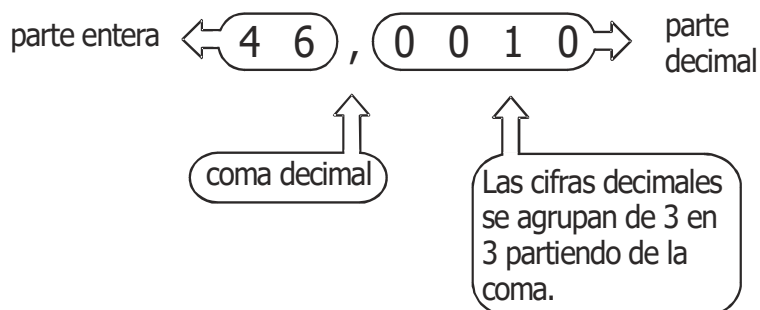 parte entera 4 6 , 0 0 1 0 parte
decimal
coma decimal
Las cifras decimales
se agrupan de 3 en
3 partiendo de la
coma.